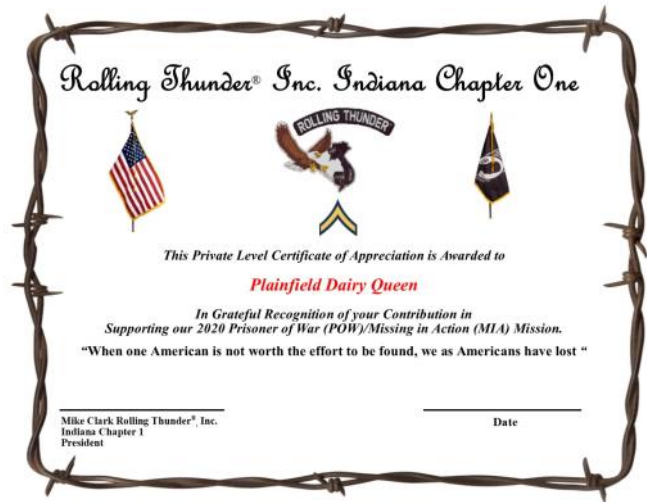 Rolling Thunder® Inc. Indiana Chapter One
ROLLING THUNDER
This Private Level Certificate of Appreciation is Awarded to
Plainfield Dairy Queen
In Grateful Recognition of your Contribution in
Supporting our 2020 Prisoner of War (POW)/Missing in Action (MIA) Mission.
“When one American is not worth the effort to be found, we as Americans have lost “
Mike Clark Rolling Thunder®, Inc.
Indiana Chapter 1
President
Date